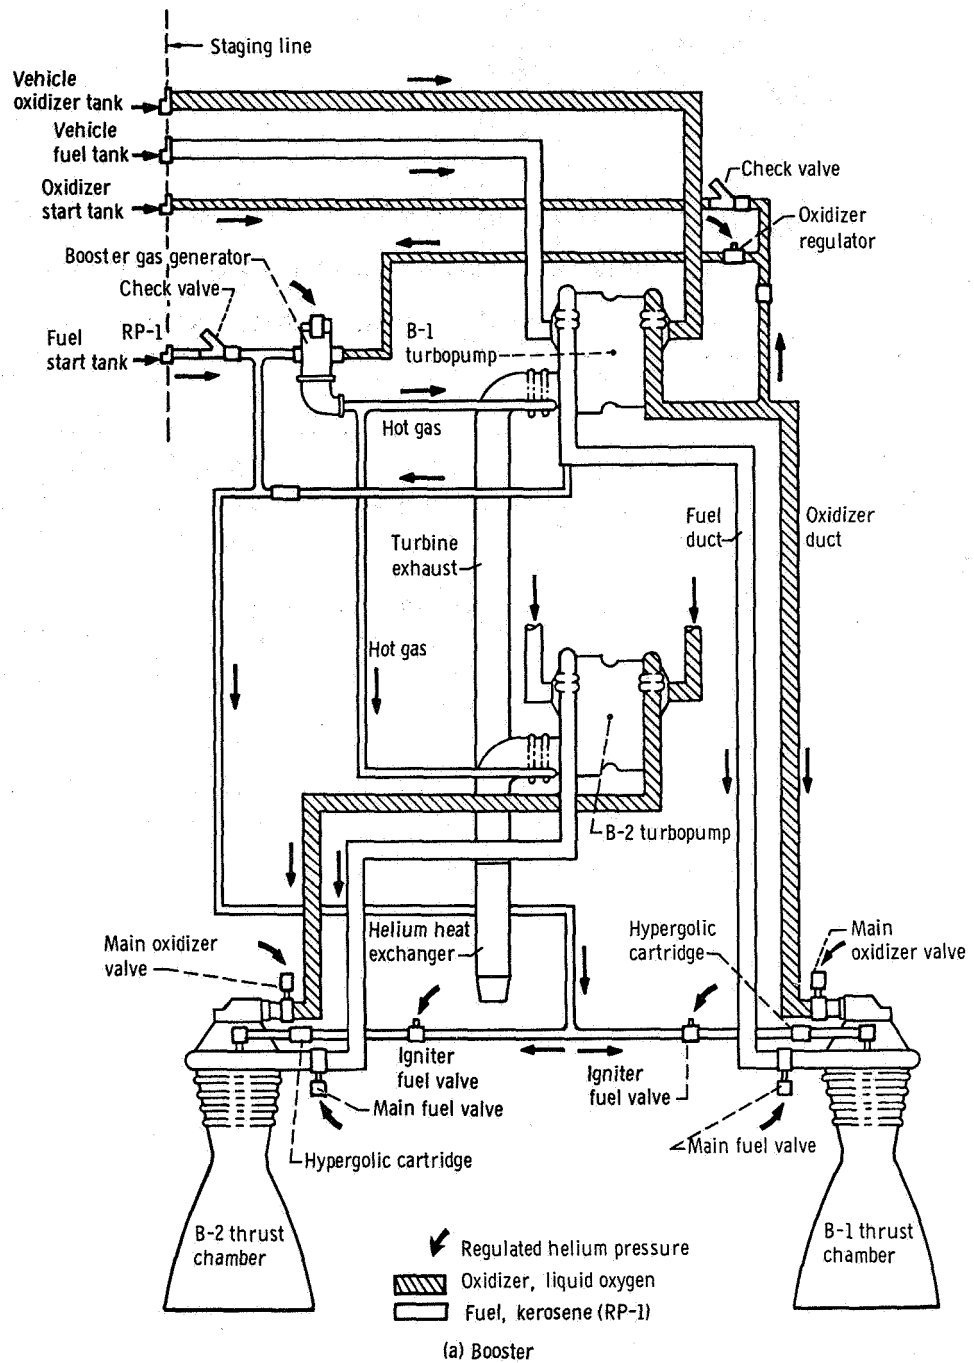 Staging line
Vehicle
oxidizer tank
Vehicle
fuel tank
Oxidizer
start tank
Check valve
Oxidizer
regulator
Booster gas generator
Check valve
RP-1
Fuel
start tank
B-1
turbopump
Hot gas
Fuel
duct
Oxidizer
duct
Turbine
exhaust
Hot gas
B-2 turbopump
Main oxidizer
valve
Helium heat
exchanger
Hypergolic
cartridge
Main
oxidizer valve
Igniter
fuel valve
Igniter
fuel valve
Main fuel valve
Main fuel valve
Hypergolic cartridge
B-2 thrust
chamber
B-1 thrust
chamber
Regulated helium pressure
Oxidizer, liquid oxygen
Fuel, kerosene (RP-1)
(a) Booster